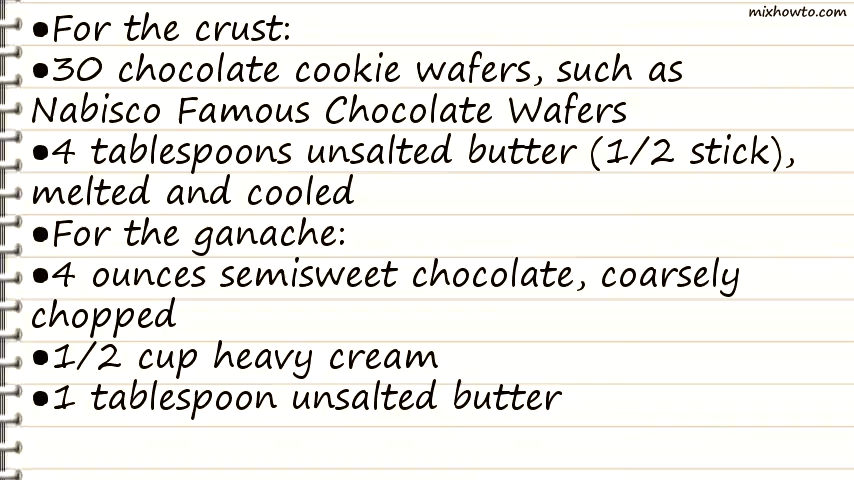 mixhowto.com
•For the crust:
•30 chocolate cookie wafers, such as
Nabisco Famous Chocolate Wafers
•4 tablespoons unsalted butter (1/2 stick),
melted and cooled
•For the ganache:
•4 ounces semisweet chocolate, coarsely
chopped
•1/2 cup heavy cream
•1 tablespoon unsalted butter